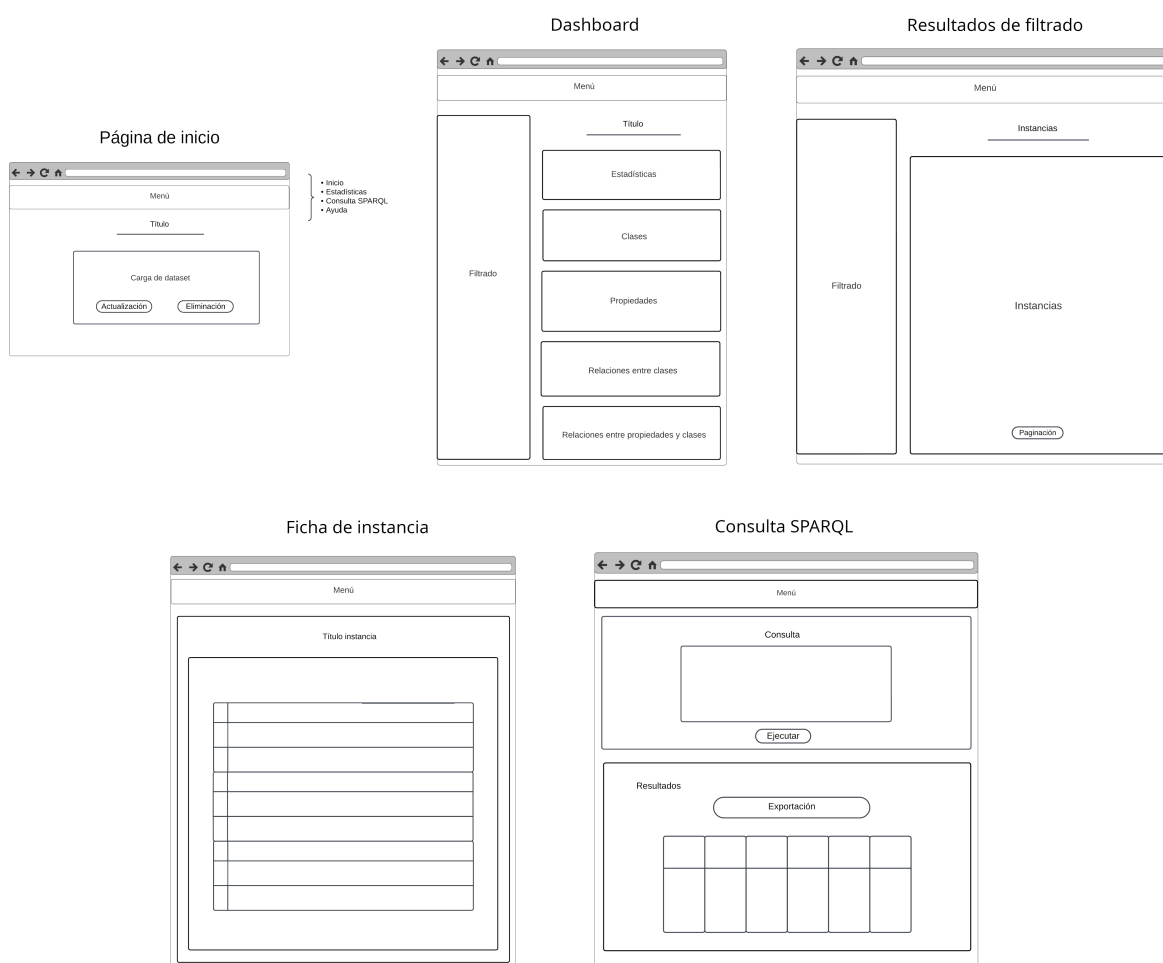 Dashboard
Resultados de filtrado
Página de inicio
Menú
Título
Carga de dataset
Actualización
Eliminación
• Inicio
• Estadísticas
• Consulta SPARQL
• Ayuda
Menú
Filtrado
Título
Estadísticas
Clases
Propiedades
Relaciones entre clases
Relaciones entre propiedades y clases
Menú
Filtrado
Instancias
Instancias
Paginación
Ficha de instancia
Menú
Título instancia
Consulta SPARQL
Menú
Consulta
Ejecutar
Resultados
Exportación